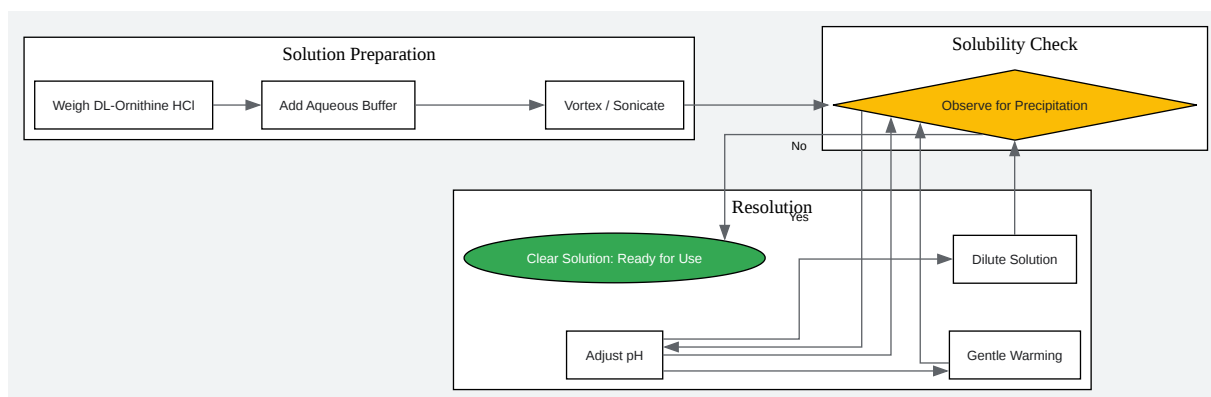 Solution Preparation
Weigh DL-Ornithine HCl
Add Aqueous Buffer
Vortex / Sonicate
Solubility Check
Observe for Precipitation
No
Yes
Resolution
Clear Solution: Ready for Use
Dilute Solution
Adjust pH
Gentle Warming